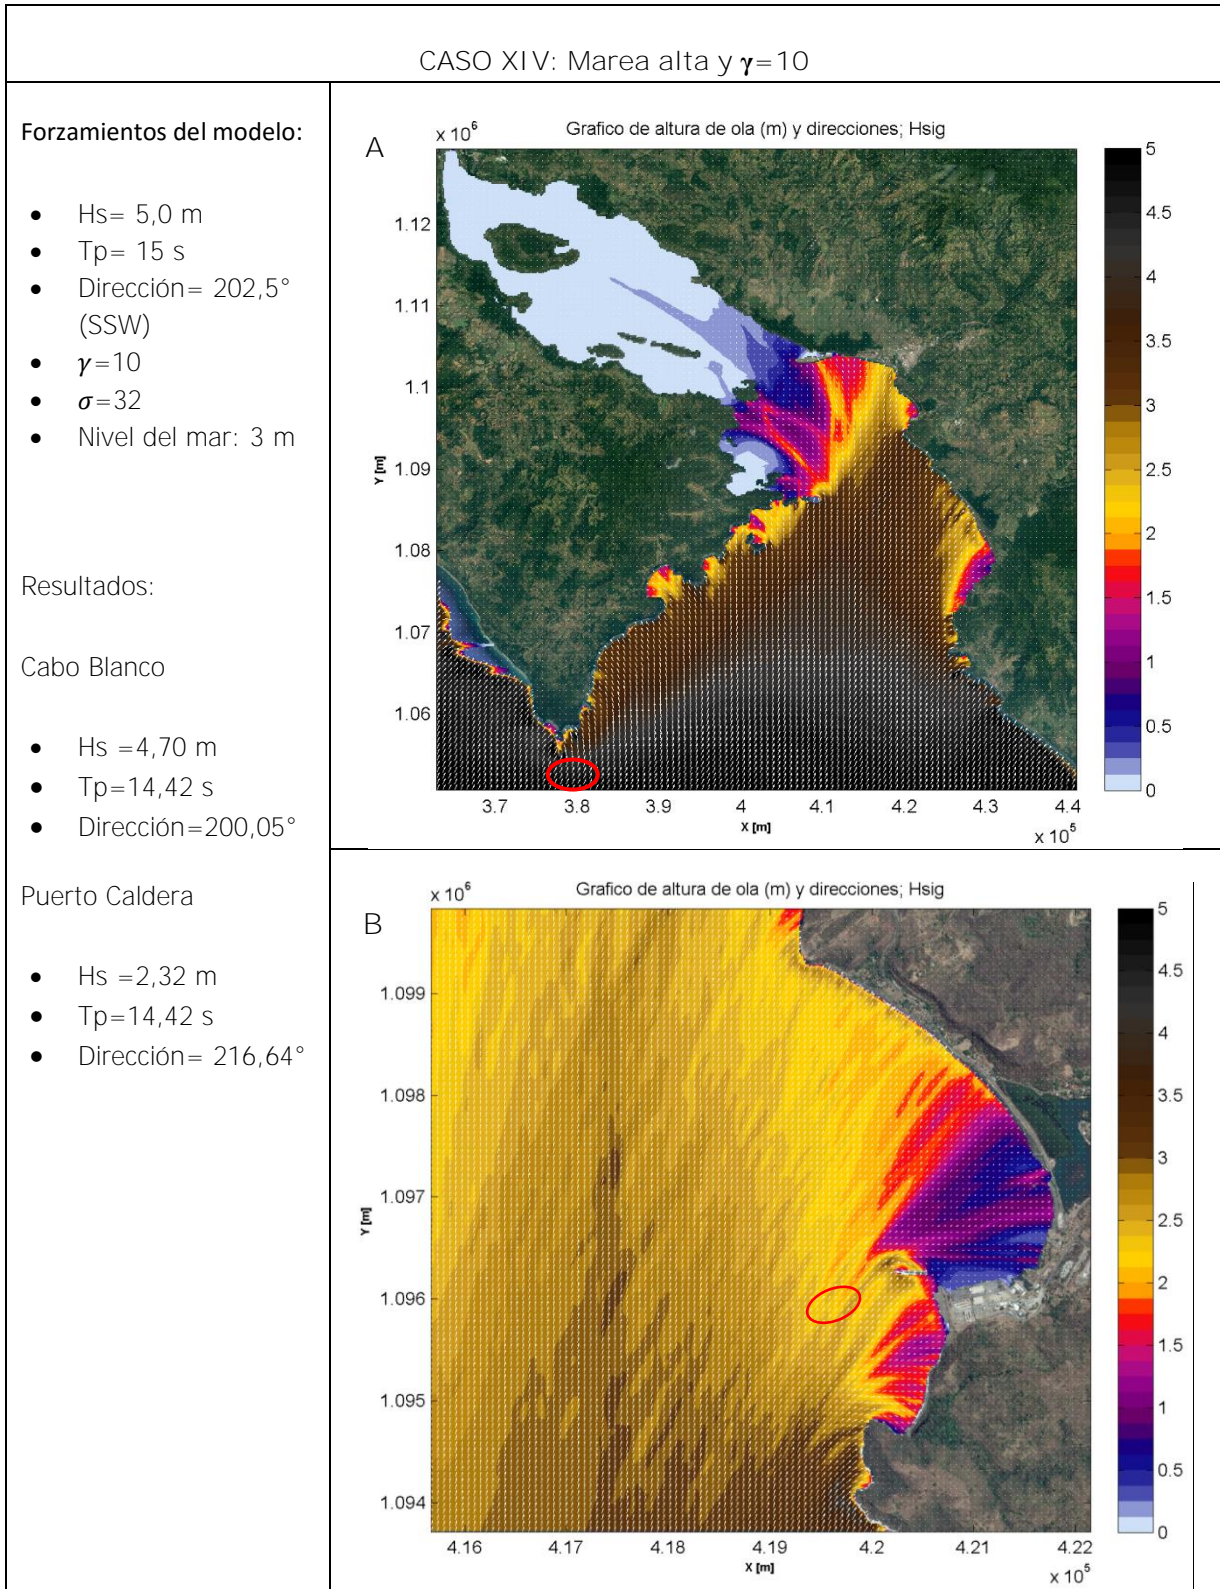 CASO XIV: Marea alta y γ=10
Forzamientos del modelo:
• Hs= 5,0 m
• Tp= 15 s
• Dirección= 202,5°
(SSW)
• γ=10
• σ=32
• Nivel del mar: 3 m
Resultados:
Cabo Blanco
• Hs =4,70 m
• Tp=14,42 s
• Dirección=200,05°
Puerto Caldera
• Hs =2,32 m
• Tp=14,42 s
• Dirección= 216,64°
A
x 10⁶
Grafico de altura de ola (m) y direcciones; Hsig
1.12
1.11
1.1
1.09
1.08
1.07
1.06
Y [m]
3.7 3.8 3.9 4 4.1 4.2 4.3 4.4
X [m]
x 10⁵
5
4.5
4
3.5
3
2.5
2
1.5
1
0.5
0
B
x 10⁶
Grafico de altura de ola (m) y direcciones; Hsig
1.099
1.098
1.097
1.096
1.095
1.094
Y [m]
4.16 4.17 4.18 4.19 4.2 4.21 4.22
X [m]
x 10⁵
5
4.5
4
3.5
3
2.5
2
1.5
1
0.5
0